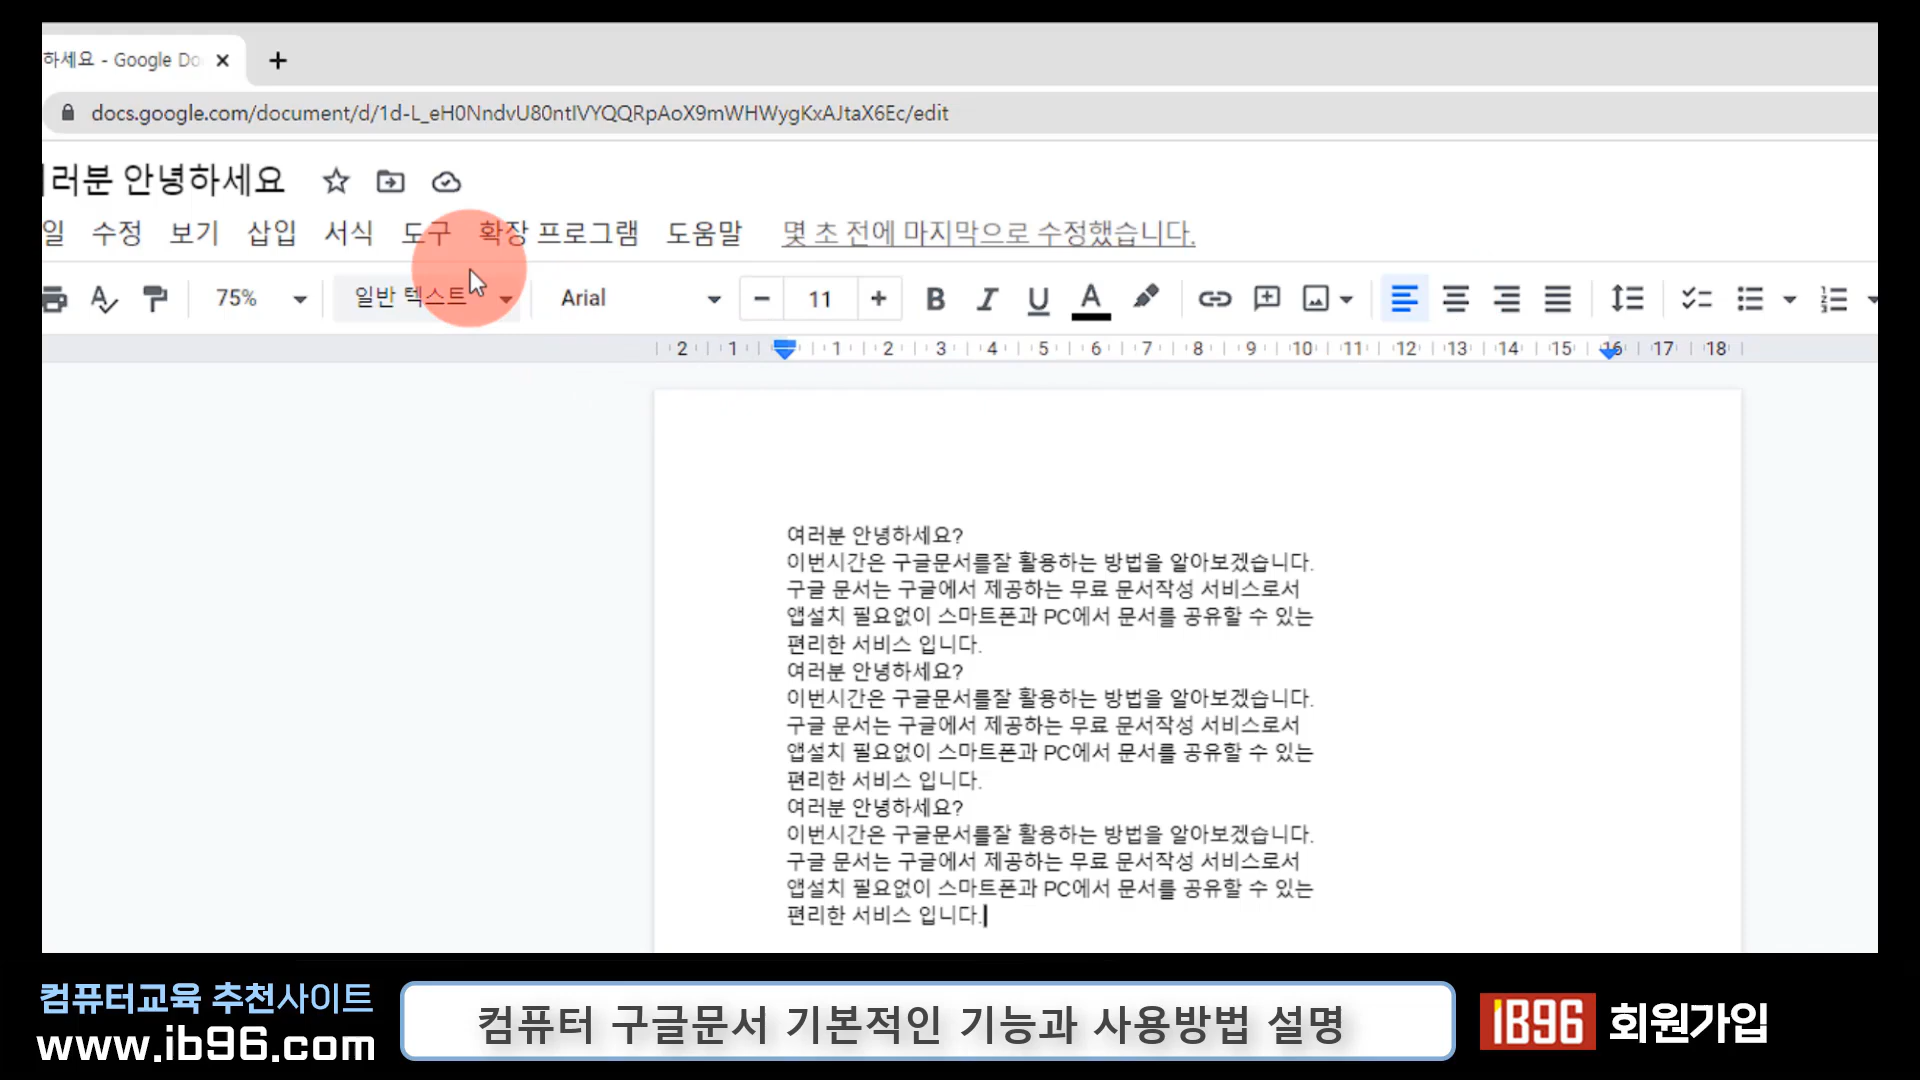 하세요 - Google Do
docs.google.com/document/d/1d-L_eH0NndvU80ntIVYQQRpAoX9mWHWygKxAJtaX6Ec/edit
러분 안녕하세요
일 수정 보기 삽입 서식 도구 확장 프로그램 도움말 몇 초 전에 마지막으로 수정했습니다.
75% 일반 텍스트 Arial 11 B I U A
2 1 1 2 3 4 5 6 7 8 9 10 11 12 13 14 15 16 17 18
여러분 안녕하세요?
이번시간은 구글문서를잘 활용하는 방법을 알아보겠습니다.
구글 문서는 구글에서 제공하는 무료 문서작성 서비스로서
앱설치 필요없이 스마트폰과 PC에서 문서를 공유할 수 있는
편리한 서비스 입니다.
여러분 안녕하세요?
이번시간은 구글문서를잘 활용하는 방법을 알아보겠습니다.
구글 문서는 구글에서 제공하는 무료 문서작성 서비스로서
앱설치 필요없이 스마트폰과 PC에서 문서를 공유할 수 있는
편리한 서비스 입니다.
여러분 안녕하세요?
이번시간은 구글문서를잘 활용하는 방법을 알아보겠습니다.
구글 문서는 구글에서 제공하는 무료 문서작성 서비스로서
앱설치 필요없이 스마트폰과 PC에서 문서를 공유할 수 있는
편리한 서비스 입니다.
컴퓨터교육 추천사이트
www.ib96.com
컴퓨터 구글문서 기본적인 기능과 사용방법 설명
IB96 회원가입